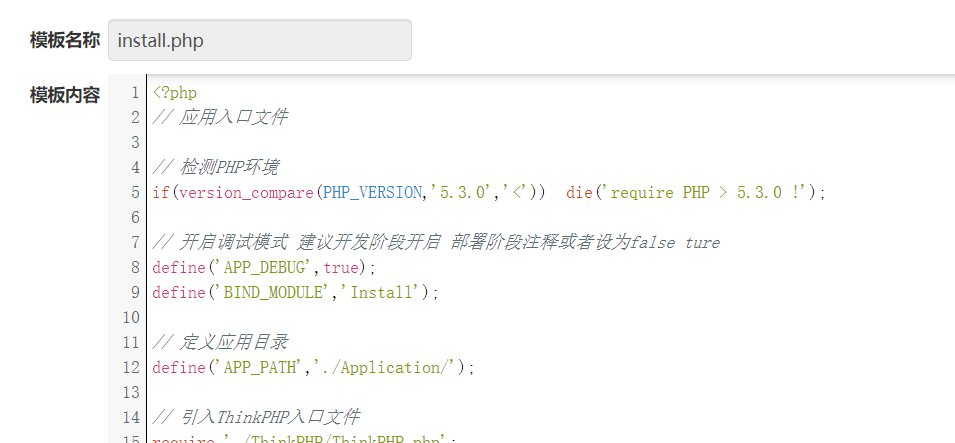 模板名称 install.php
模板内容
1 <?php
2 // 应用入口文件
3
4 // 检测PHP环境
5 if(version_compare(PHP_VERSION,'5.3.0','<'))  die('require PHP > 5.3.0 !');
6
7 // 开启调试模式 建议开发阶段开启 部署阶段注释或者设为false ture
8 define('APP_DEBUG',true);
9 define('BIND_MODULE','Install');
10
11 // 定义应用目录
12 define('APP_PATH','./Application/');
13
14 // 引入ThinkPHP入口文件
15 require './ThinkPHP/ThinkPHP.php';